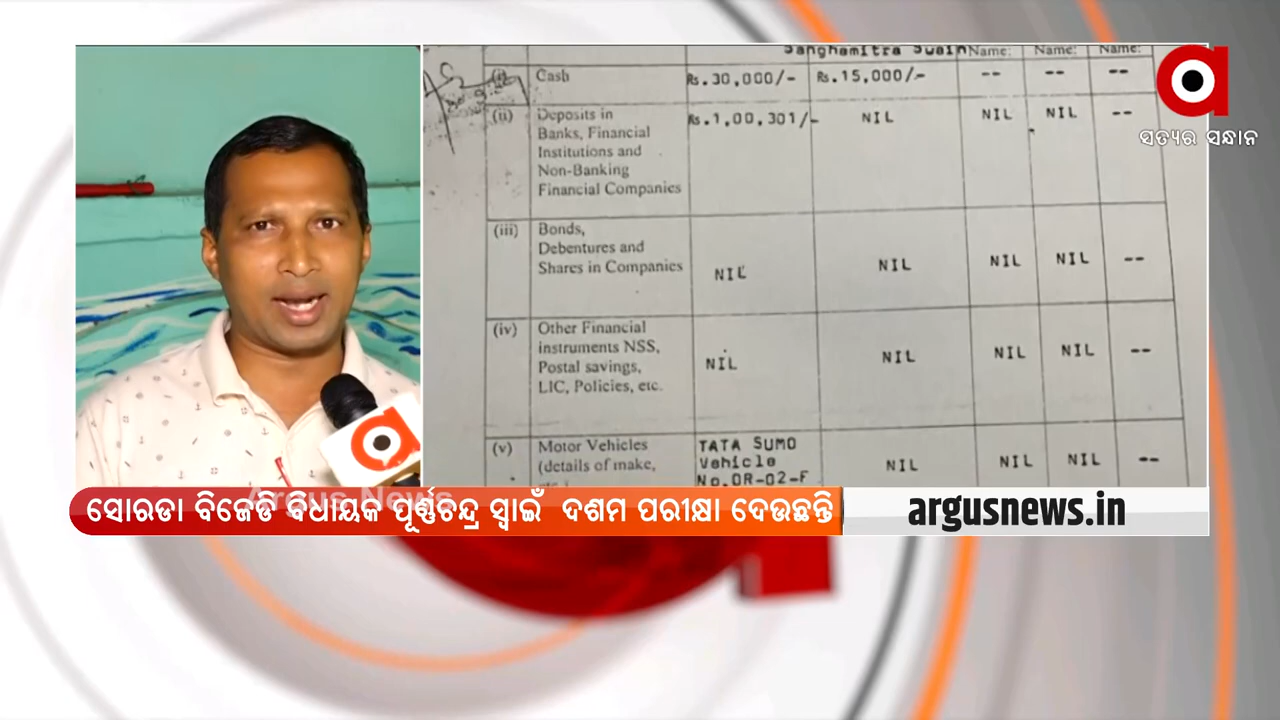 Sanghamitra Swain Name: Name: Name:
Cash Rs.30,000/- Rs.15,000/- -- -- --
(ii) Deposits in Banks, Financial Institutions and Non-Banking Financial Companies Rs.1,00,301/- NIL NIL NIL --
(iii) Bonds, Debentures and Shares in Companies NIL NIL NIL NIL --
(iv) Other Financial instruments NSS, Postal savings, LIC, Policies, etc. NIL NIL NIL NIL --
(v) Motor Vehicles (details of make, TATA SUMO Vehicle No.OR-02-F NIL NIL NIL --
a
ସତ୍ୟର ସନ୍ଧାନ
Argus News
ସୋରଡା ବିଜେଡି ବିଧାୟକ ପୂର୍ଣ୍ଣଚନ୍ଦ୍ର ସ୍ୱାଇଁ ଦଶମ ପରୀକ୍ଷା ଦେଉଛନ୍ତି
argusnews.in